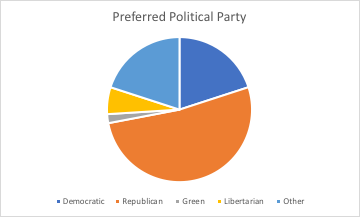 Preferred Political Party
Democratic Republican Green Libertarian Other